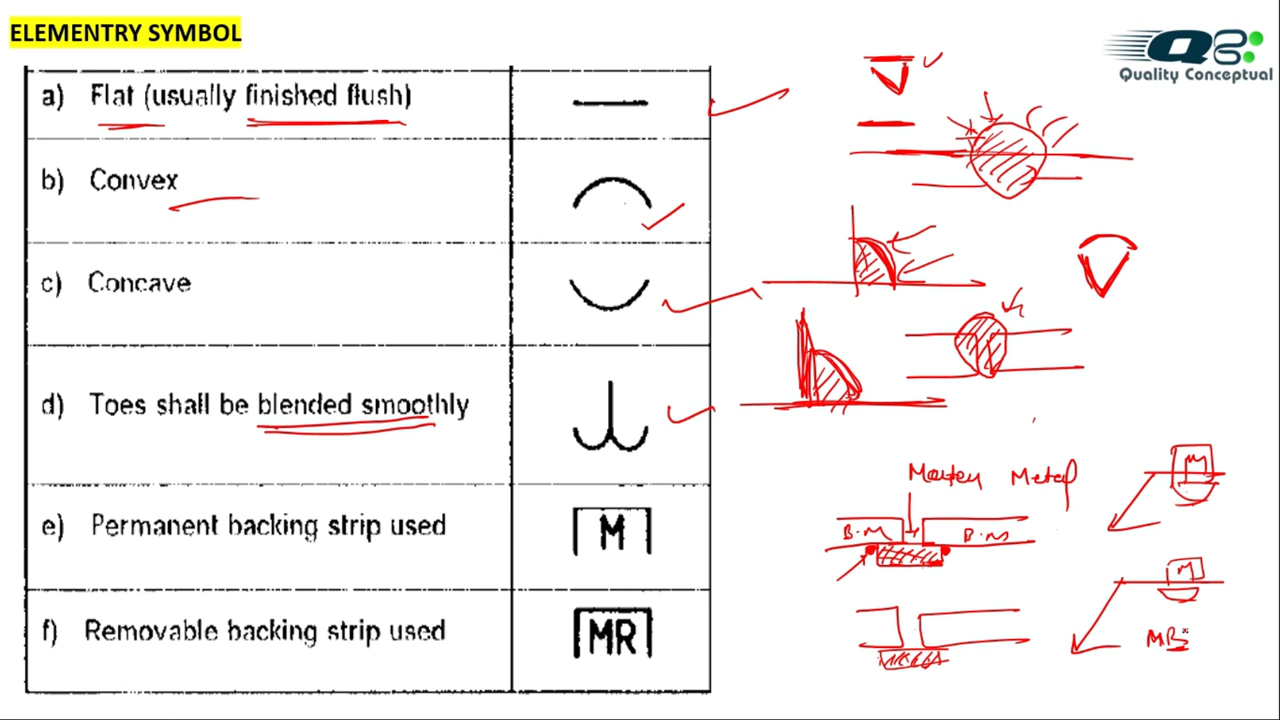 ELEMENTRY SYMBOL
Quality Conceptual
a) Flat (usually finished flush)
b) Convex
c) Concave
d) Toes shall be blended smoothly
e) Permanent backing strip used
M
f) Removable backing strip used
MR
Molten Metal
B.M B.M
M
M
MR